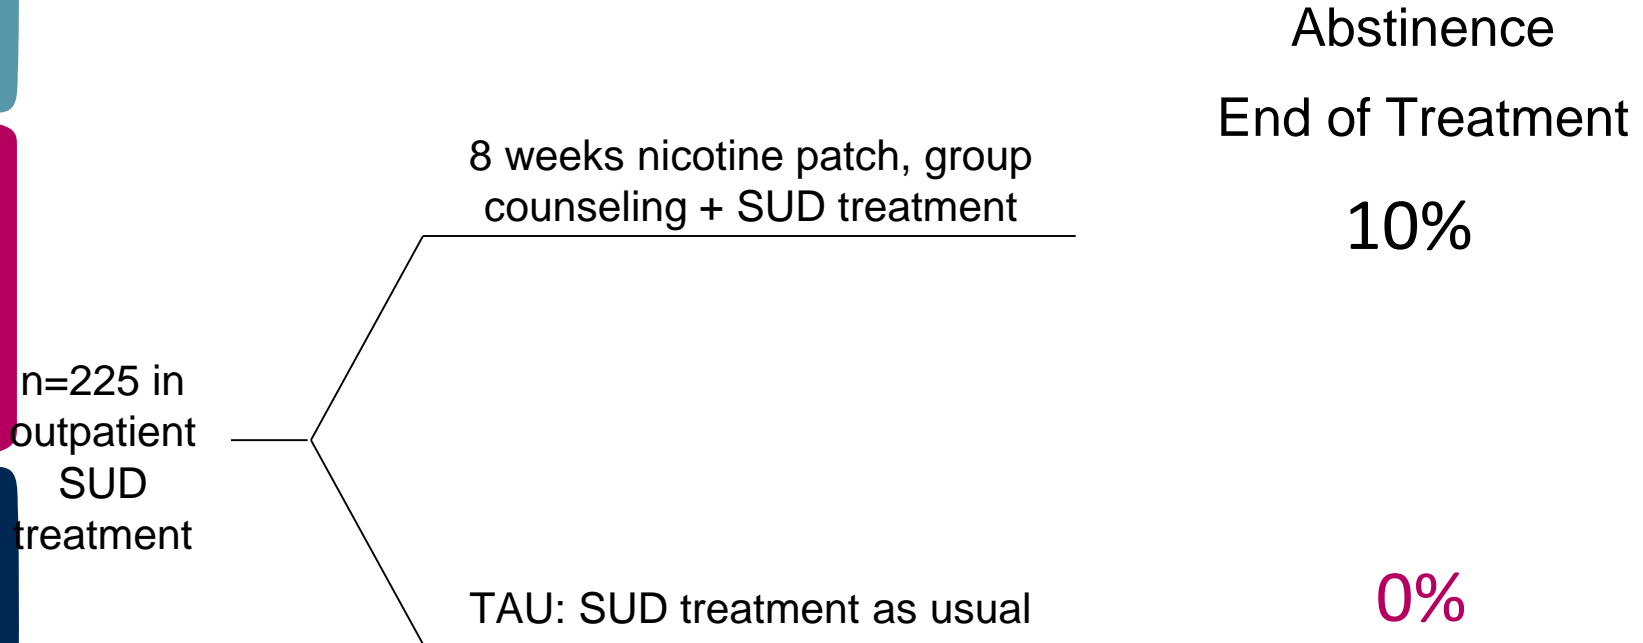 Abstinence
End of Treatment
8 weeks nicotine patch, group
counseling + SUD treatment
10%
n=225 in
outpatient
SUD
treatment
TAU: SUD treatment as usual
0%